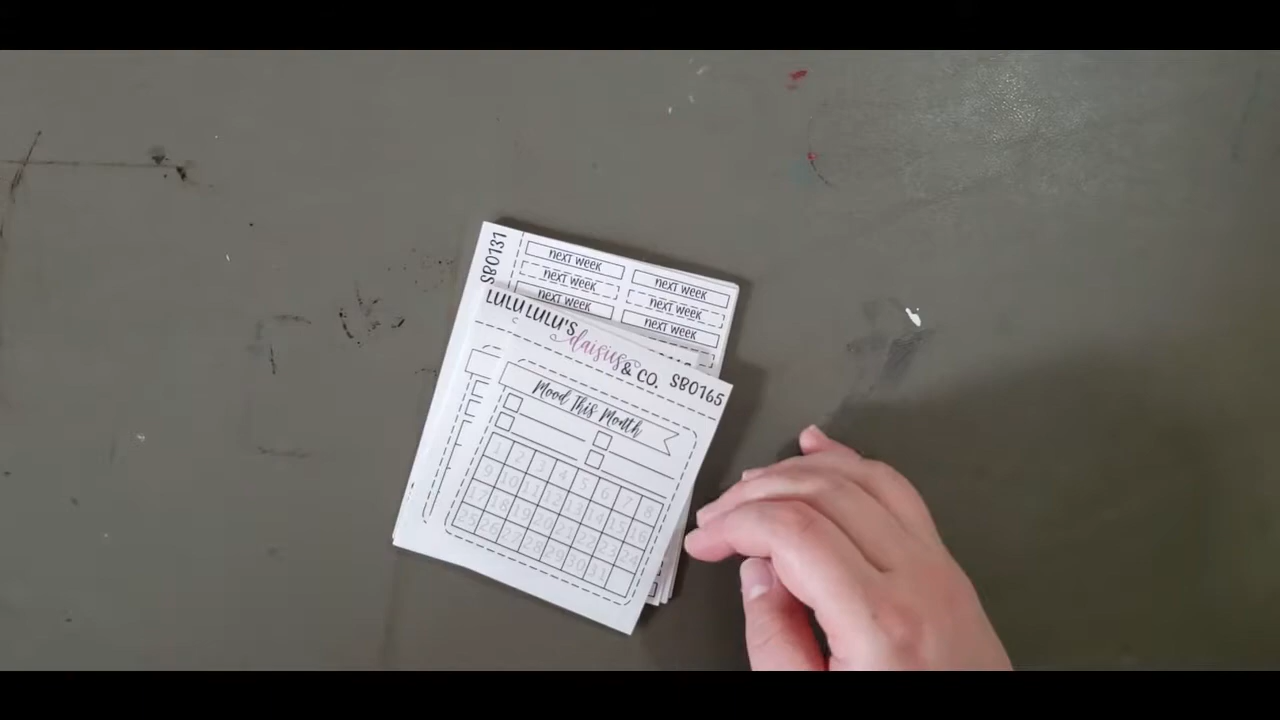 SB0131
next week
next week
next week
next week
next week
next week
LULU
LULU'S
daisies
& CO.
SB0165
Mood This Month
1 2 3 4 5 6 7 8
9 10 11 12 13 14 15 16
17 18 19 20 21 22 23 24
25 26 27 28 29 30 31